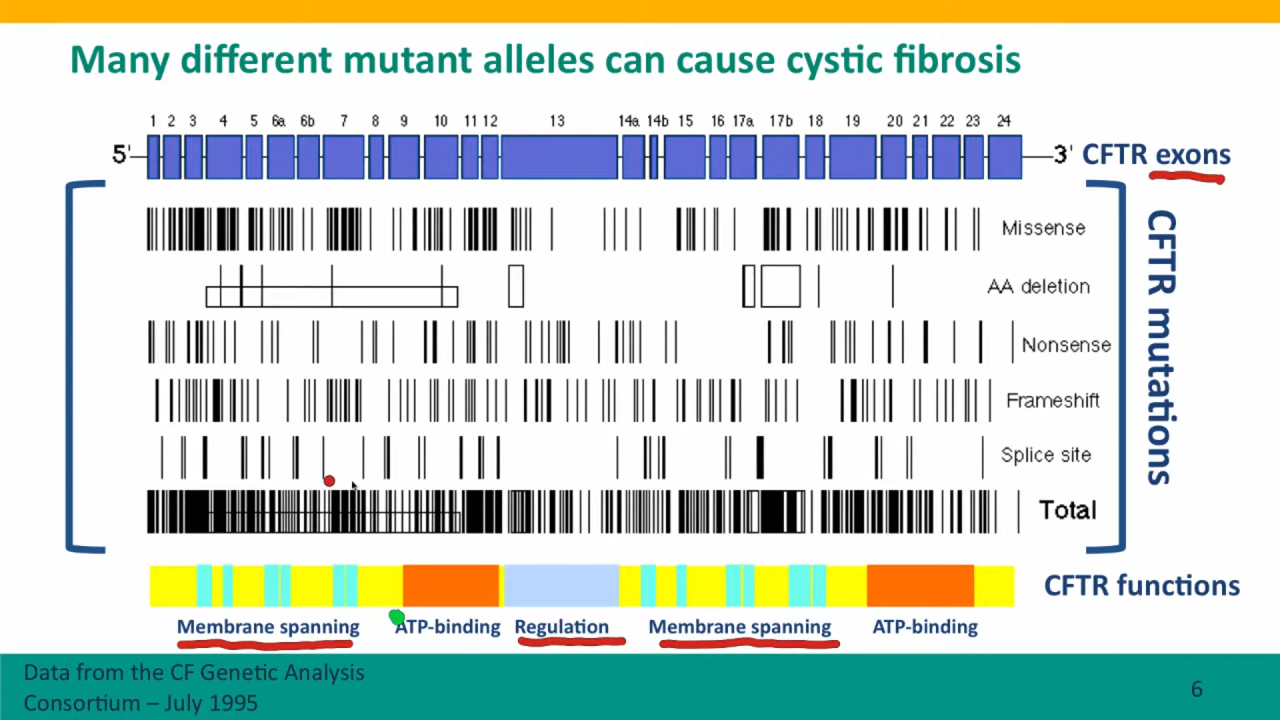 Many different mutant alleles can cause cystic fibrosis
1 2 3 4 5 6a 6b 7 8 9 10 11 12 13 14a 14b 15 16 17a 17b 18 19 20 21 22 23 24
5' 3' CFTR exons
Missense
AA deletion
Nonsense
Frameshift
Splice site
Total
CFTR mutations
CFTR functions
Membrane spanning ATP-binding Regulation Membrane spanning ATP-binding
Data from the CF Genetic Analysis
Consortium – July 1995
6